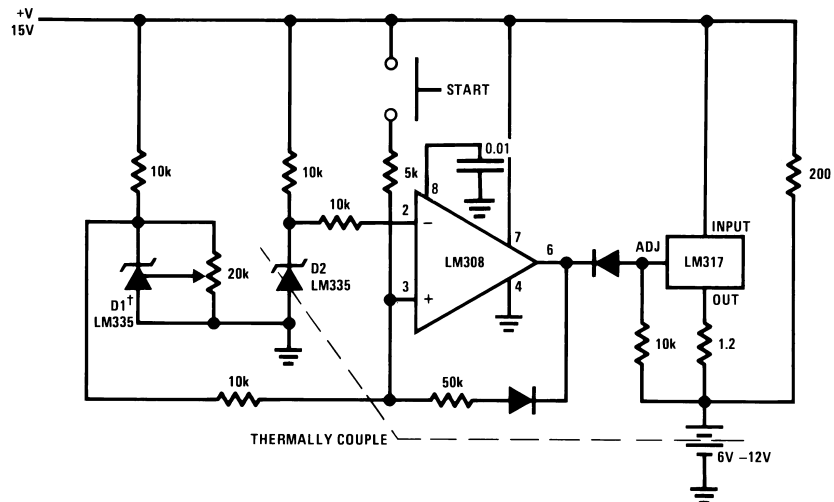 +V
15V
START
10k
10k
5k
0.01
8
200
10k
2
−
7
6
ADJ
INPUT
LM308
LM317
D1†
LM335
20k
D2
LM335
3
+
4
OUT
10k
1.2
10k
50k
THERMALLY COUPLE
6V –12V